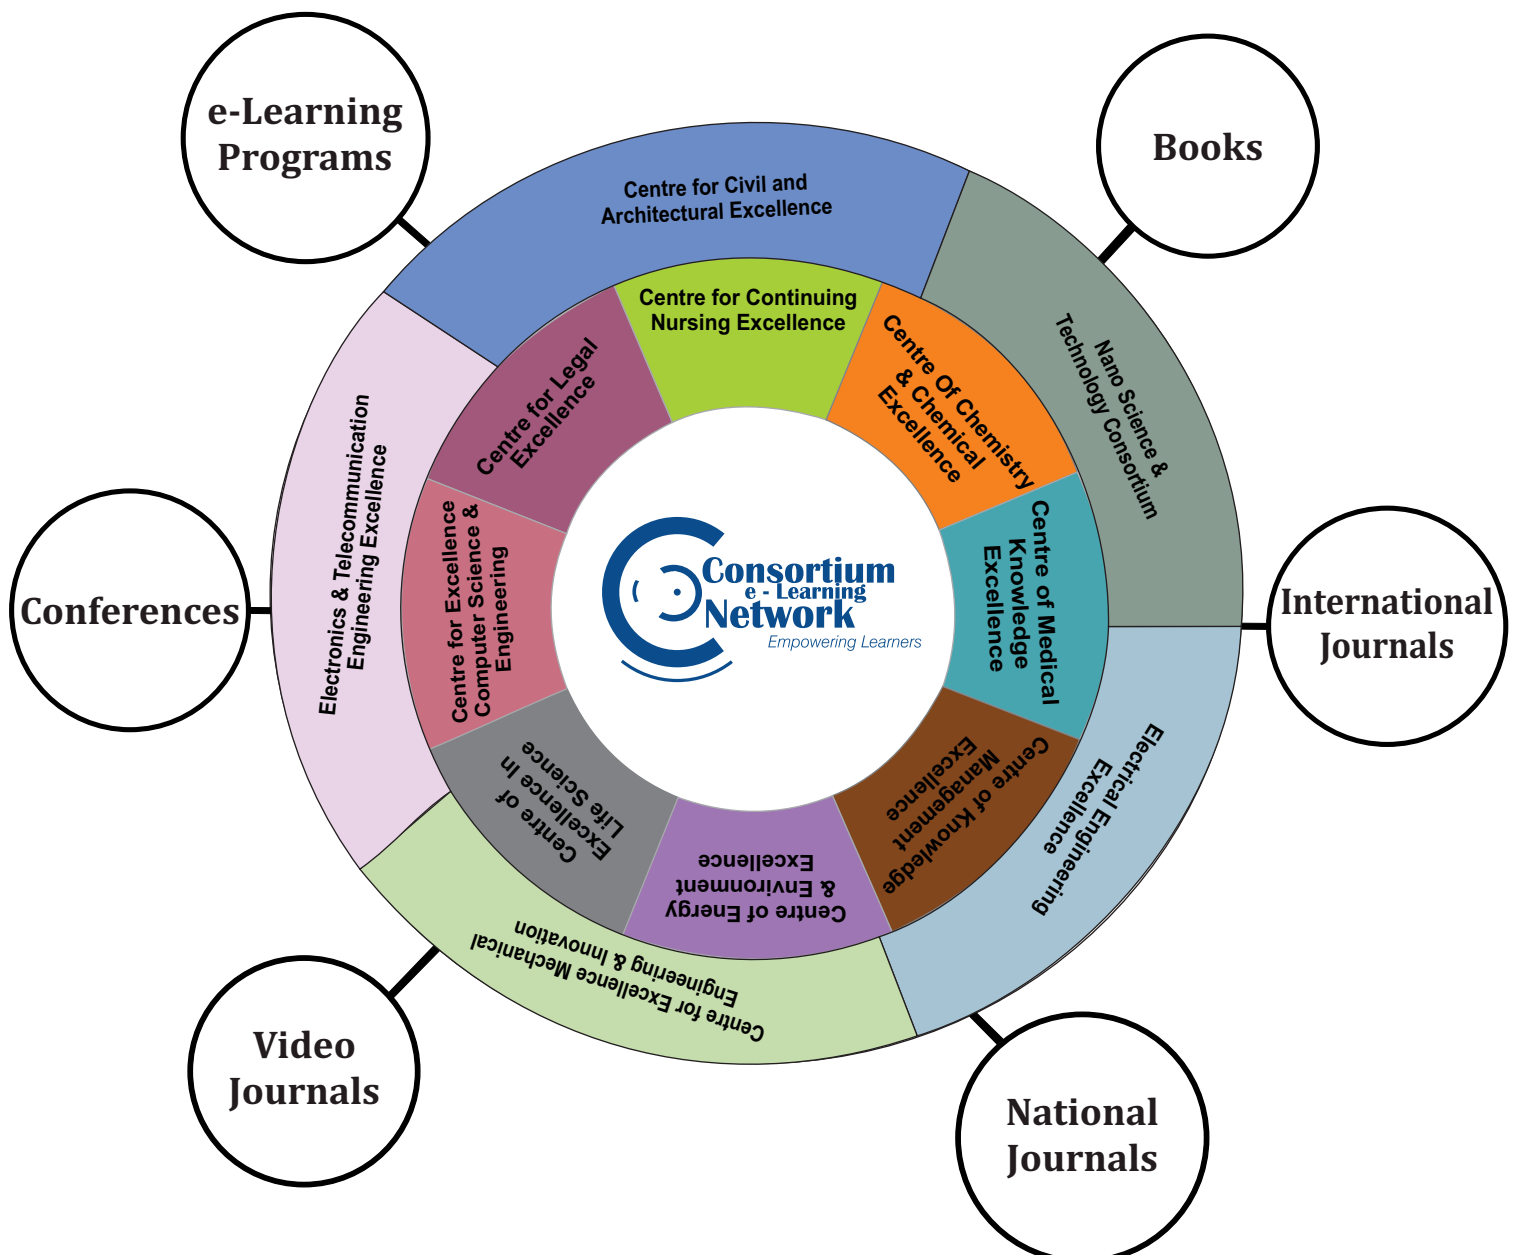 e-Learning
Programs
Books
Centre for Civil and
Architectural Excellence
Nano Science &
Technology Consortium
Electronics & Telecommunication
Engineering Excellence
Electrical Engineering
Excellence
Centre for Excellence Mechanical
Engineering & Innovation
Centre for Continuing
Nursing Excellence
Centre Of Chemistry
& Chemical
Excellence
Centre of Medical
Knowledge
Excellence
Centre of Knowledge
Management
Excellence
Centre of Energy
& Environment
Excellence
Centre of
Excellence In
Life Science
Centre for Excellence
Computer Science &
Engineering
Centre for Legal
Excellence
Consortium
e - Learning
Network
Empowering Learners
Conferences
International
Journals
Video
Journals
National
Journals